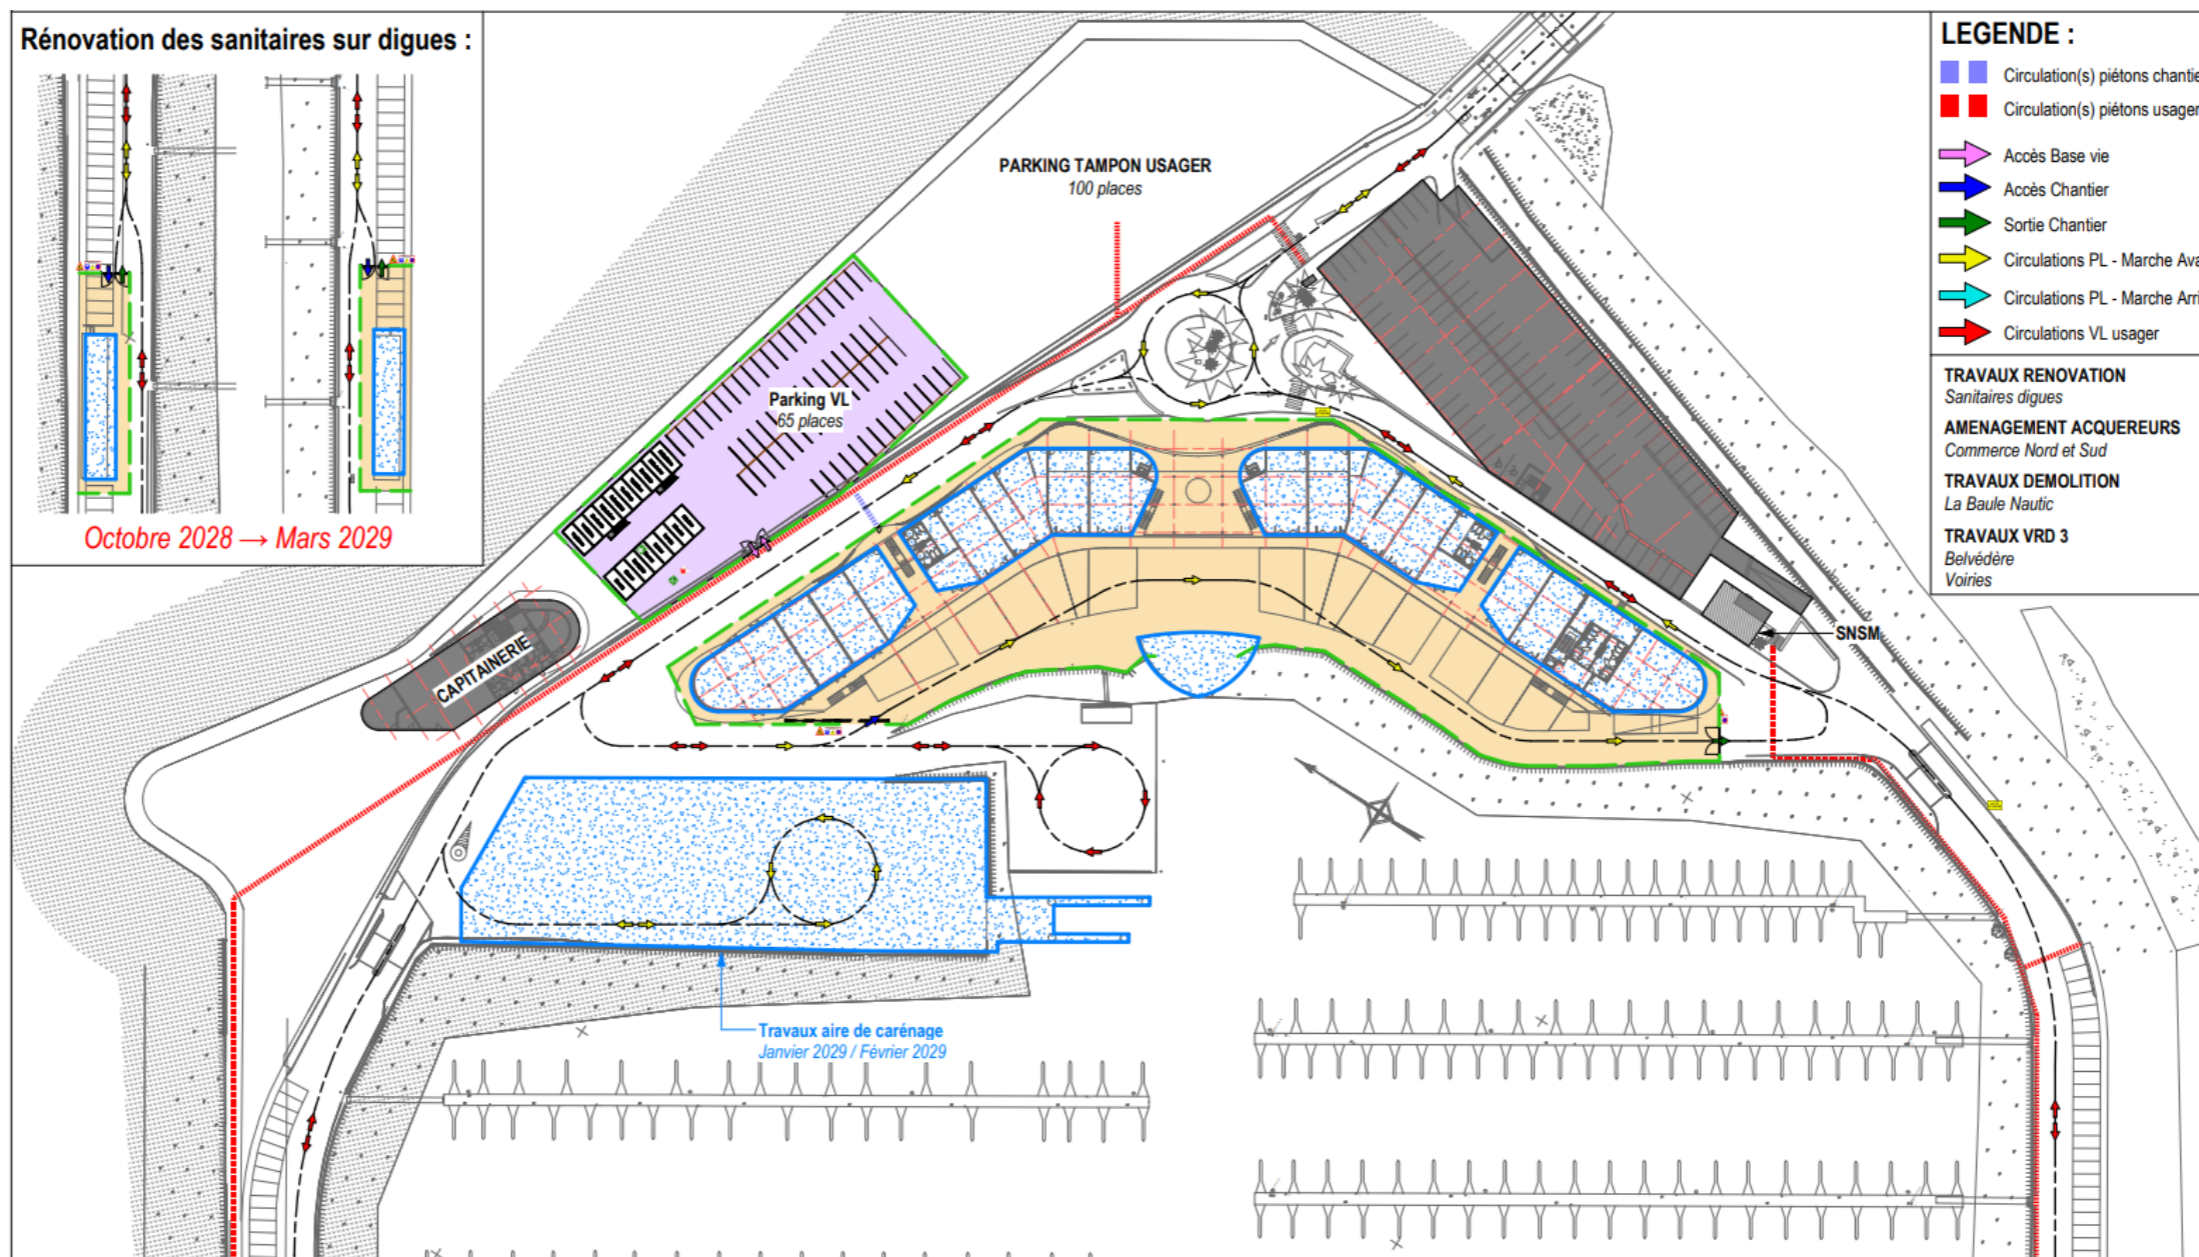 Rénovation des sanitaires sur digues :
Octobre 2028 → Mars 2029
PARKING TAMPON USAGER
100 places
Parking VL
65 places
CAPITAINERIE
SNSM
Travaux aire de carénage
Janvier 2029 / Février 2029
LEGENDE :
Circulation(s) piétons chantie
Circulation(s) piétons usager
Accès Base vie
Accès Chantier
Sortie Chantier
Circulations PL - Marche Ava
Circulations PL - Marche Arri
Circulations VL usager
TRAVAUX RENOVATION
Sanitaires digues
AMENAGEMENT ACQUEREURS
Commerce Nord et Sud
TRAVAUX DEMOLITION
La Baule Nautic
TRAVAUX VRD 3
Belvédère
Voiries